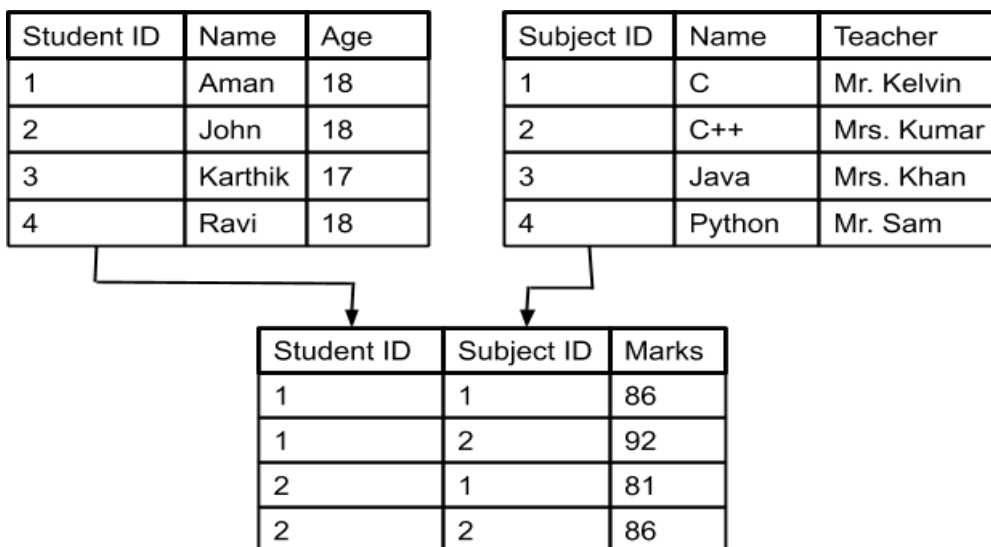 Student ID Name Age
1 Aman 18
2 John 18
3 Karthik 17
4 Ravi 18
Subject ID Name Teacher
1 C Mr. Kelvin
2 C++ Mrs. Kumar
3 Java Mrs. Khan
4 Python Mr. Sam
Student ID Subject ID Marks
1 1 86
1 2 92
2 1 81
2 2 86